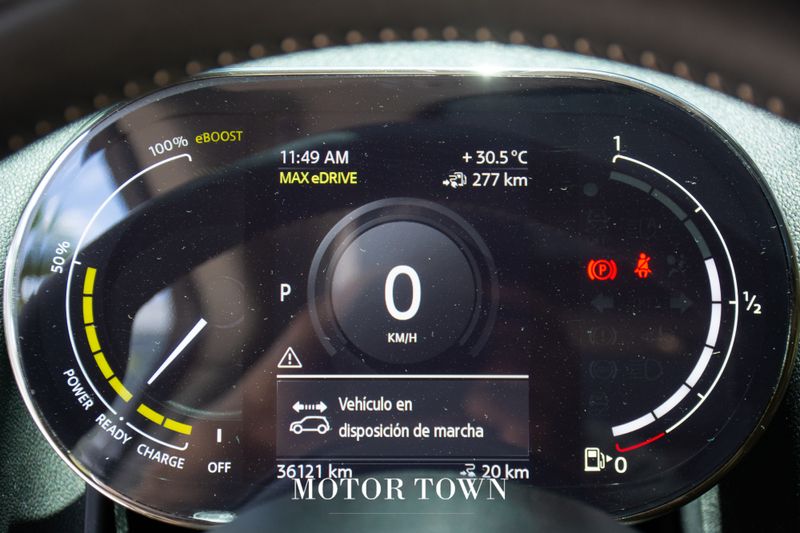 100% eBOOST
50%
POWER
READY
CHARGE
OFF
11:49 AM
+ 30.5 °C
MAX eDRIVE
277 km
P
0
KM/H
Vehículo en
disposición de marcha
36121 km
20 km
1
P
1/2
0
MOTOR TOWN